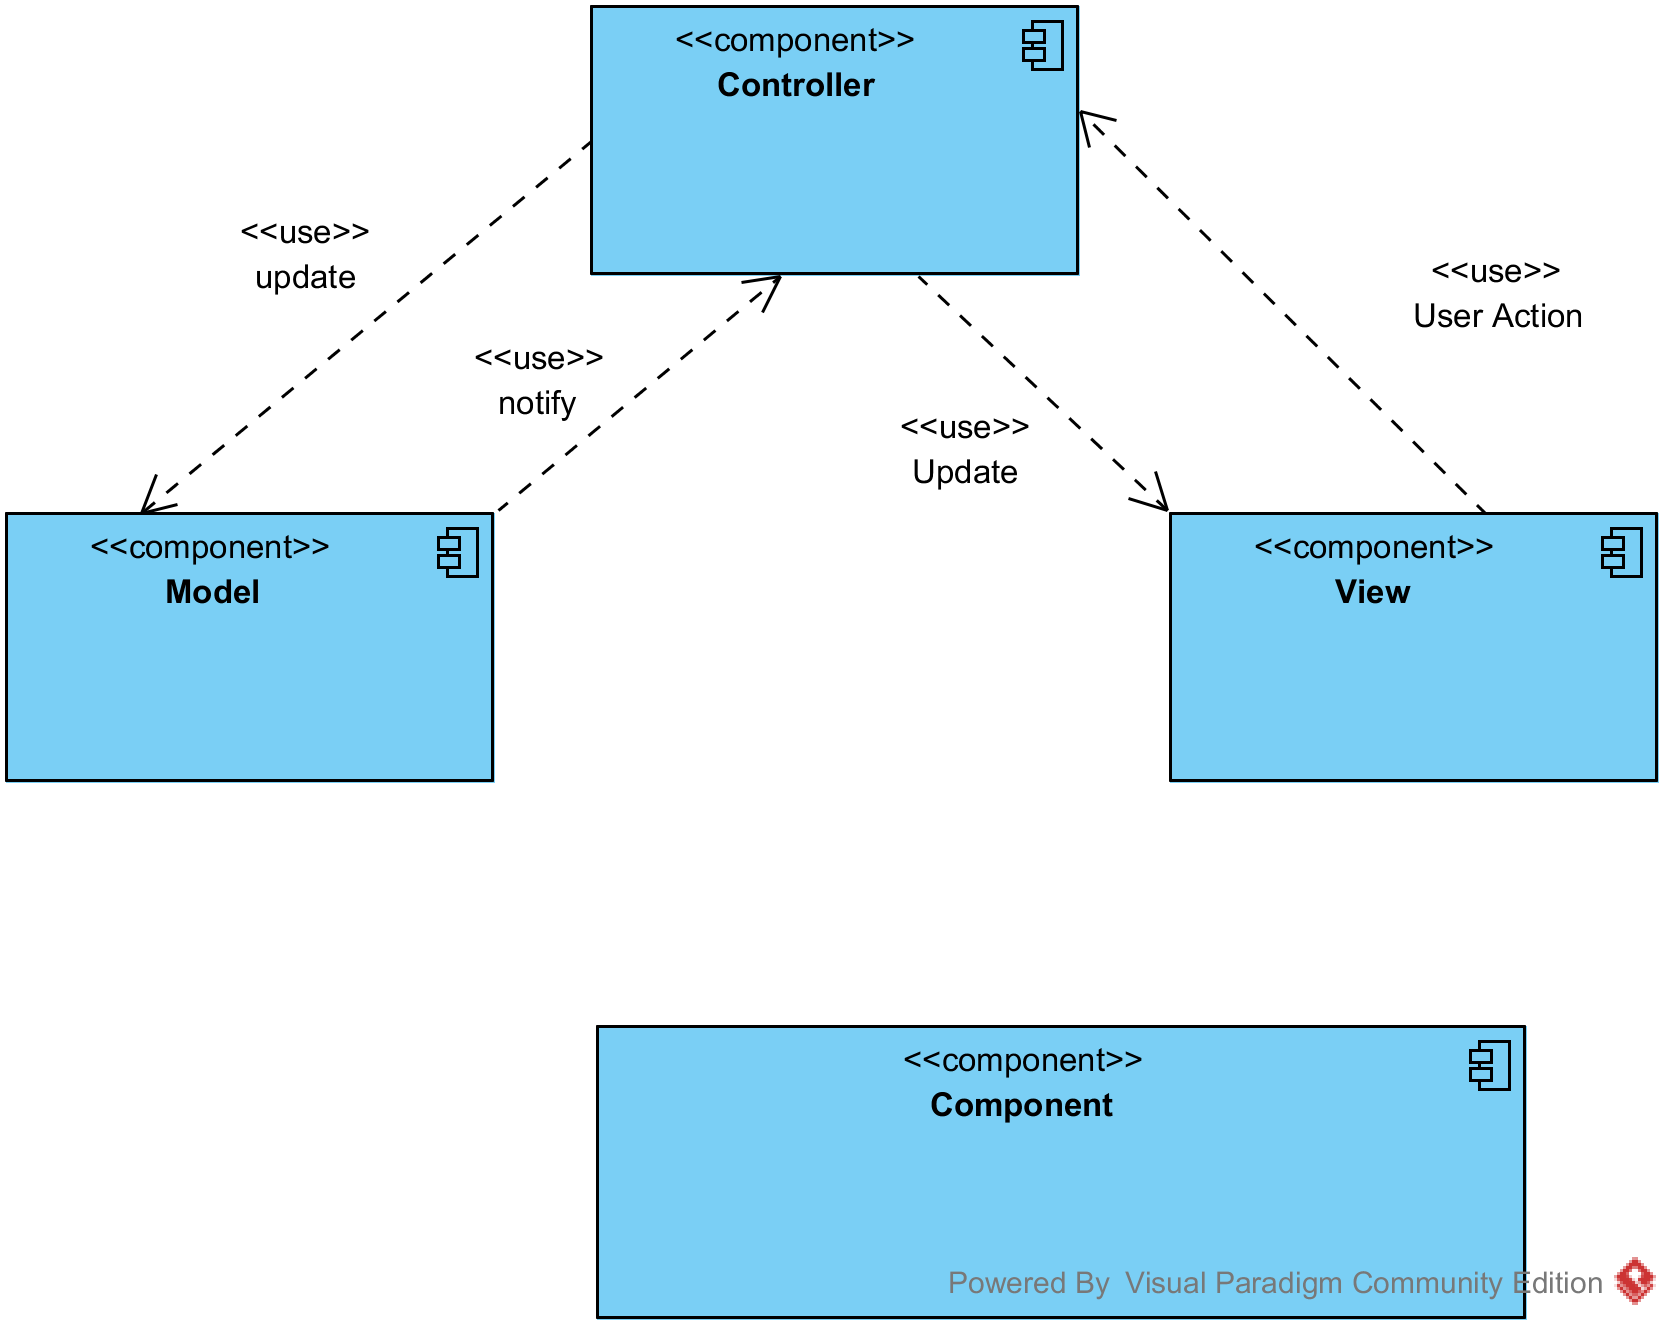 <<component>>
Controller
<<use>>
update
<<use>>
User Action
<<use>>
notify
<<use>>
Update
<<component>>
Model
<<component>>
View
<<component>>
Component
Powered By Visual Paradigm Community Edition